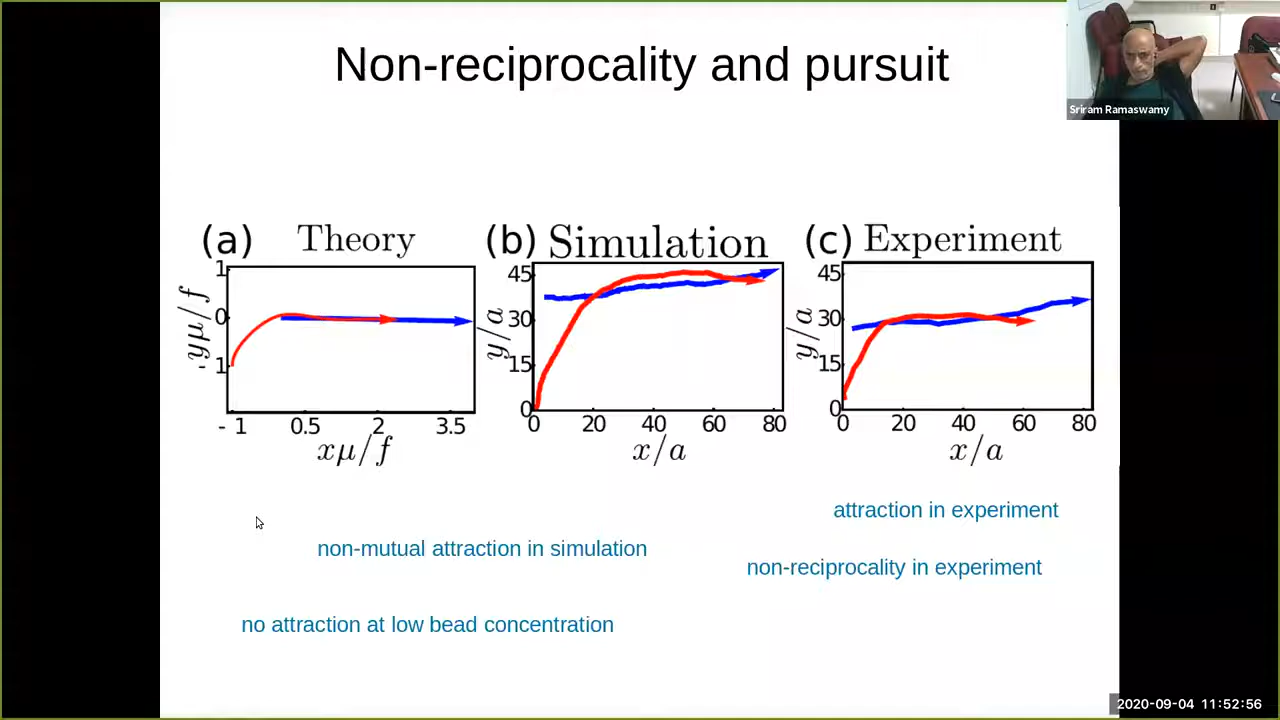 Non-reciprocality and pursuit
Sriram Ramaswamy
(a) Theory
(b) Simulation
(c) Experiment
1
0
- 1
yμ/f
- 1 0.5 2 3.5
xμ/f
45
30
15
0
y/a
0 20 40 60 80
x/a
45
30
15
0
y/a
0 20 40 60 80
x/a
attraction in experiment
non-mutual attraction in simulation
non-reciprocality in experiment
no attraction at low bead concentration
2020-09-04 11:52:56